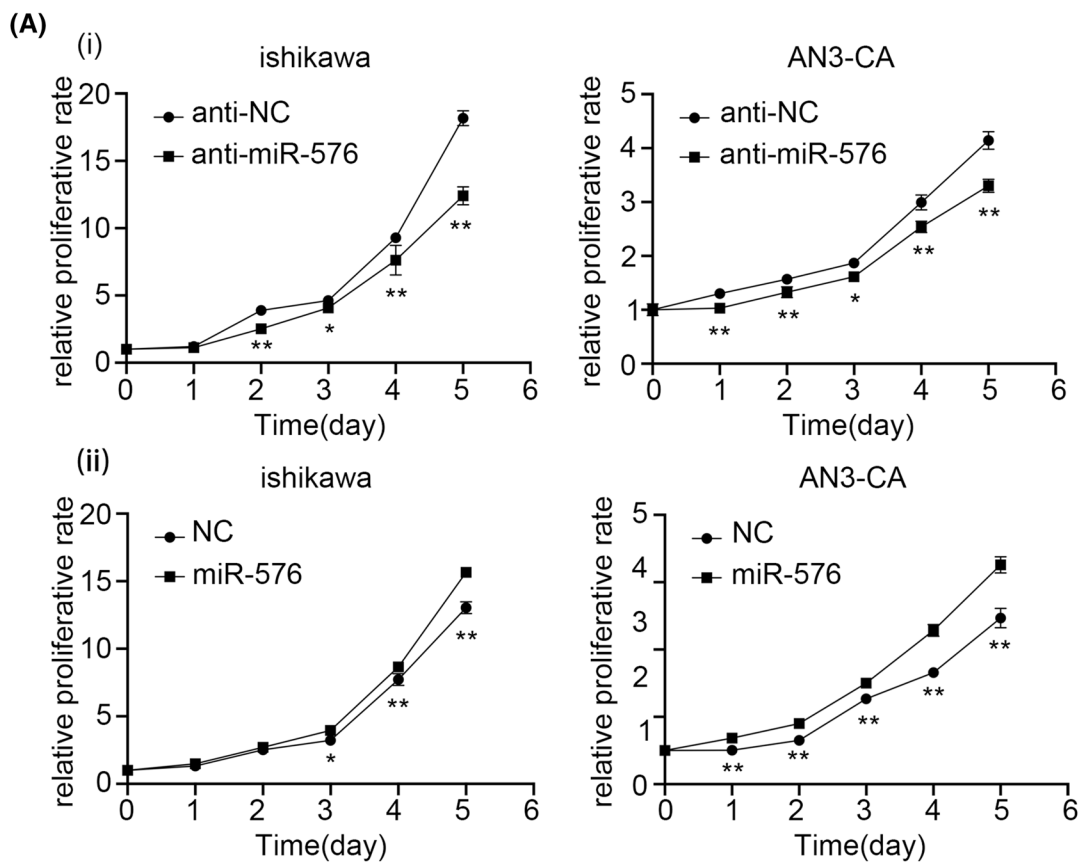 (A)
(i)
ishikawa
relative proliferative rate
20
15
10
5
0
anti-NC
anti-miR-576
**
*
**
**
0 1 2 3 4 5 6
Time(day)
AN3-CA
relative proliferative rate
5
4
3
2
1
0
anti-NC
anti-miR-576
**
**
*
**
**
0 1 2 3 4 5 6
Time(day)
(ii)
ishikawa
relative proliferative rate
20
15
10
5
0
NC
miR-576
*
**
**
0 1 2 3 4 5 6
Time(day)
AN3-CA
relative proliferative rate
5
4
3
2
1
0
NC
miR-576
**
**
**
**
**
0 1 2 3 4 5 6
Time(day)